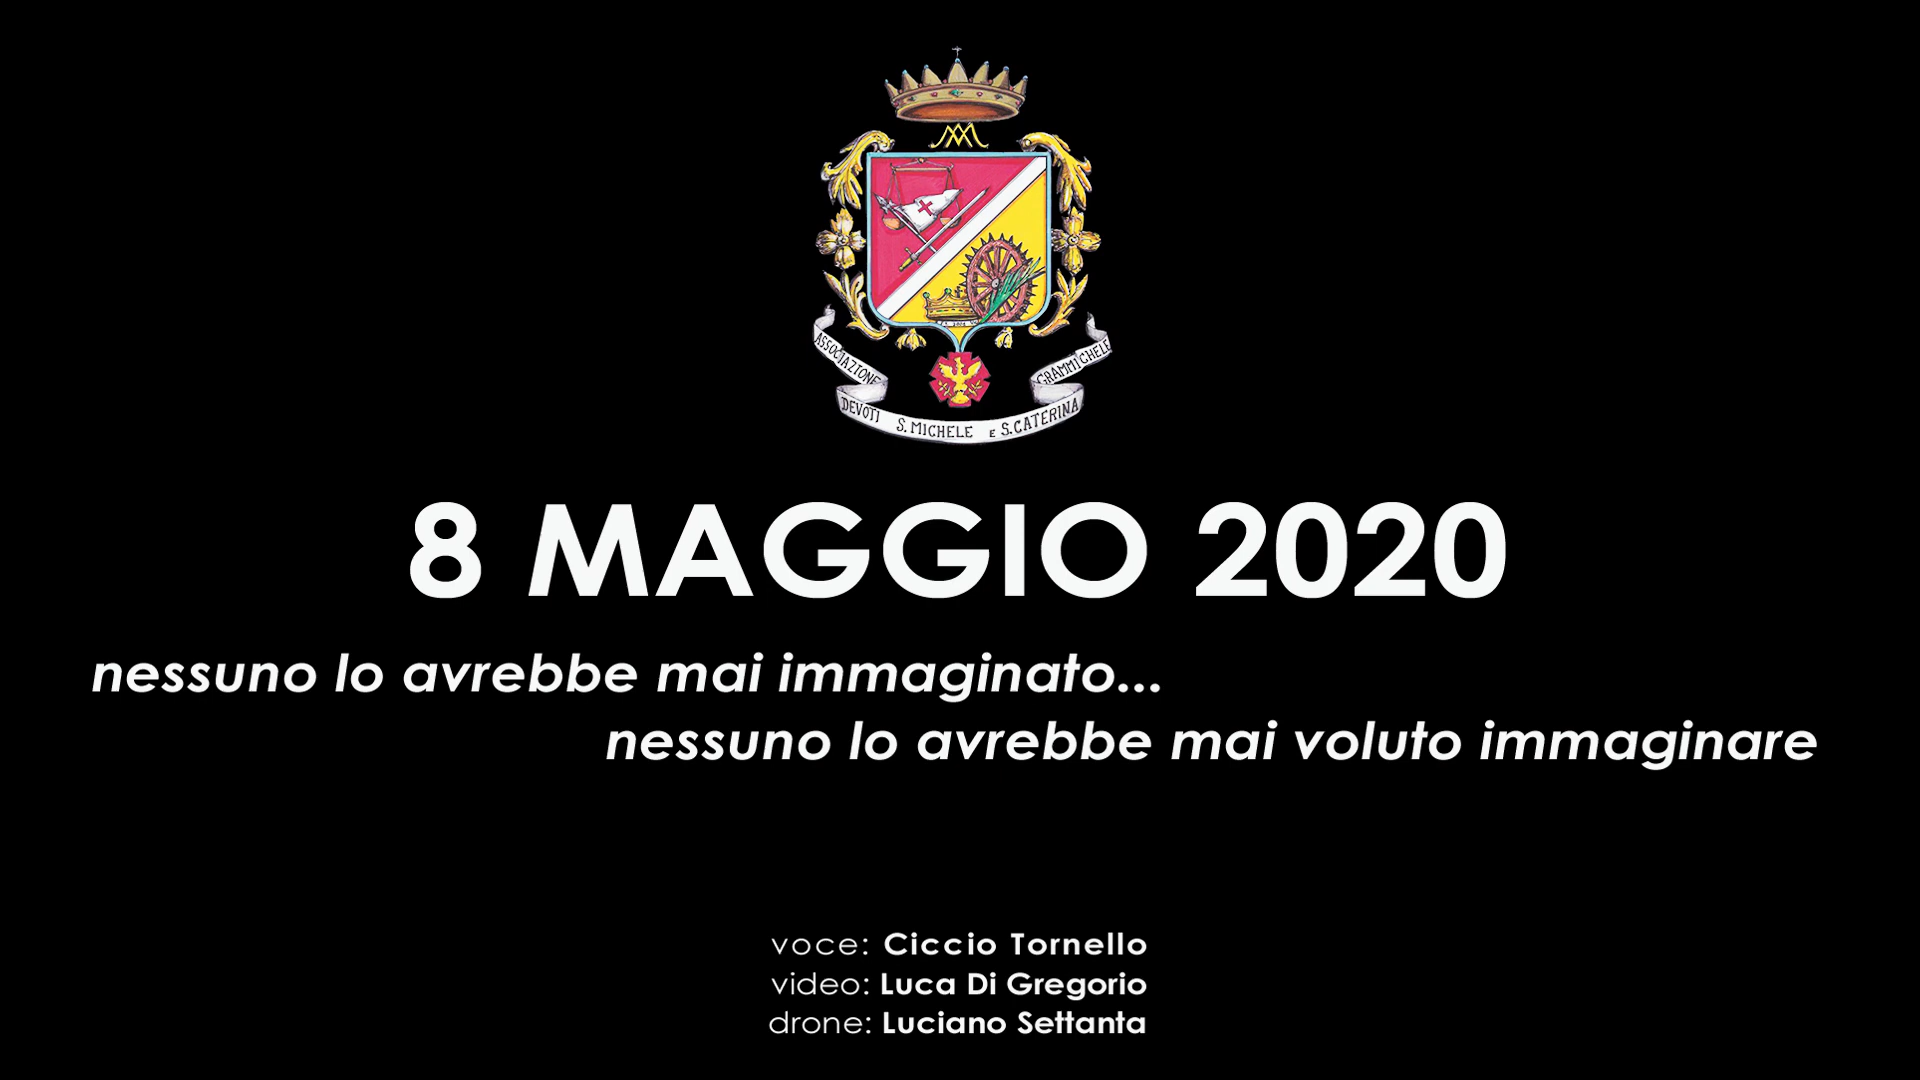 ASSOCIAZIONE
GRAMMICHELE
DEVOTI S. MICHELE E S. CATERINA
8 MAGGIO 2020
nessuno lo avrebbe mai immaginato...
nessuno lo avrebbe mai voluto immaginare
voce: Ciccio Tornello
video: Luca Di Gregorio
drone: Luciano Settanta